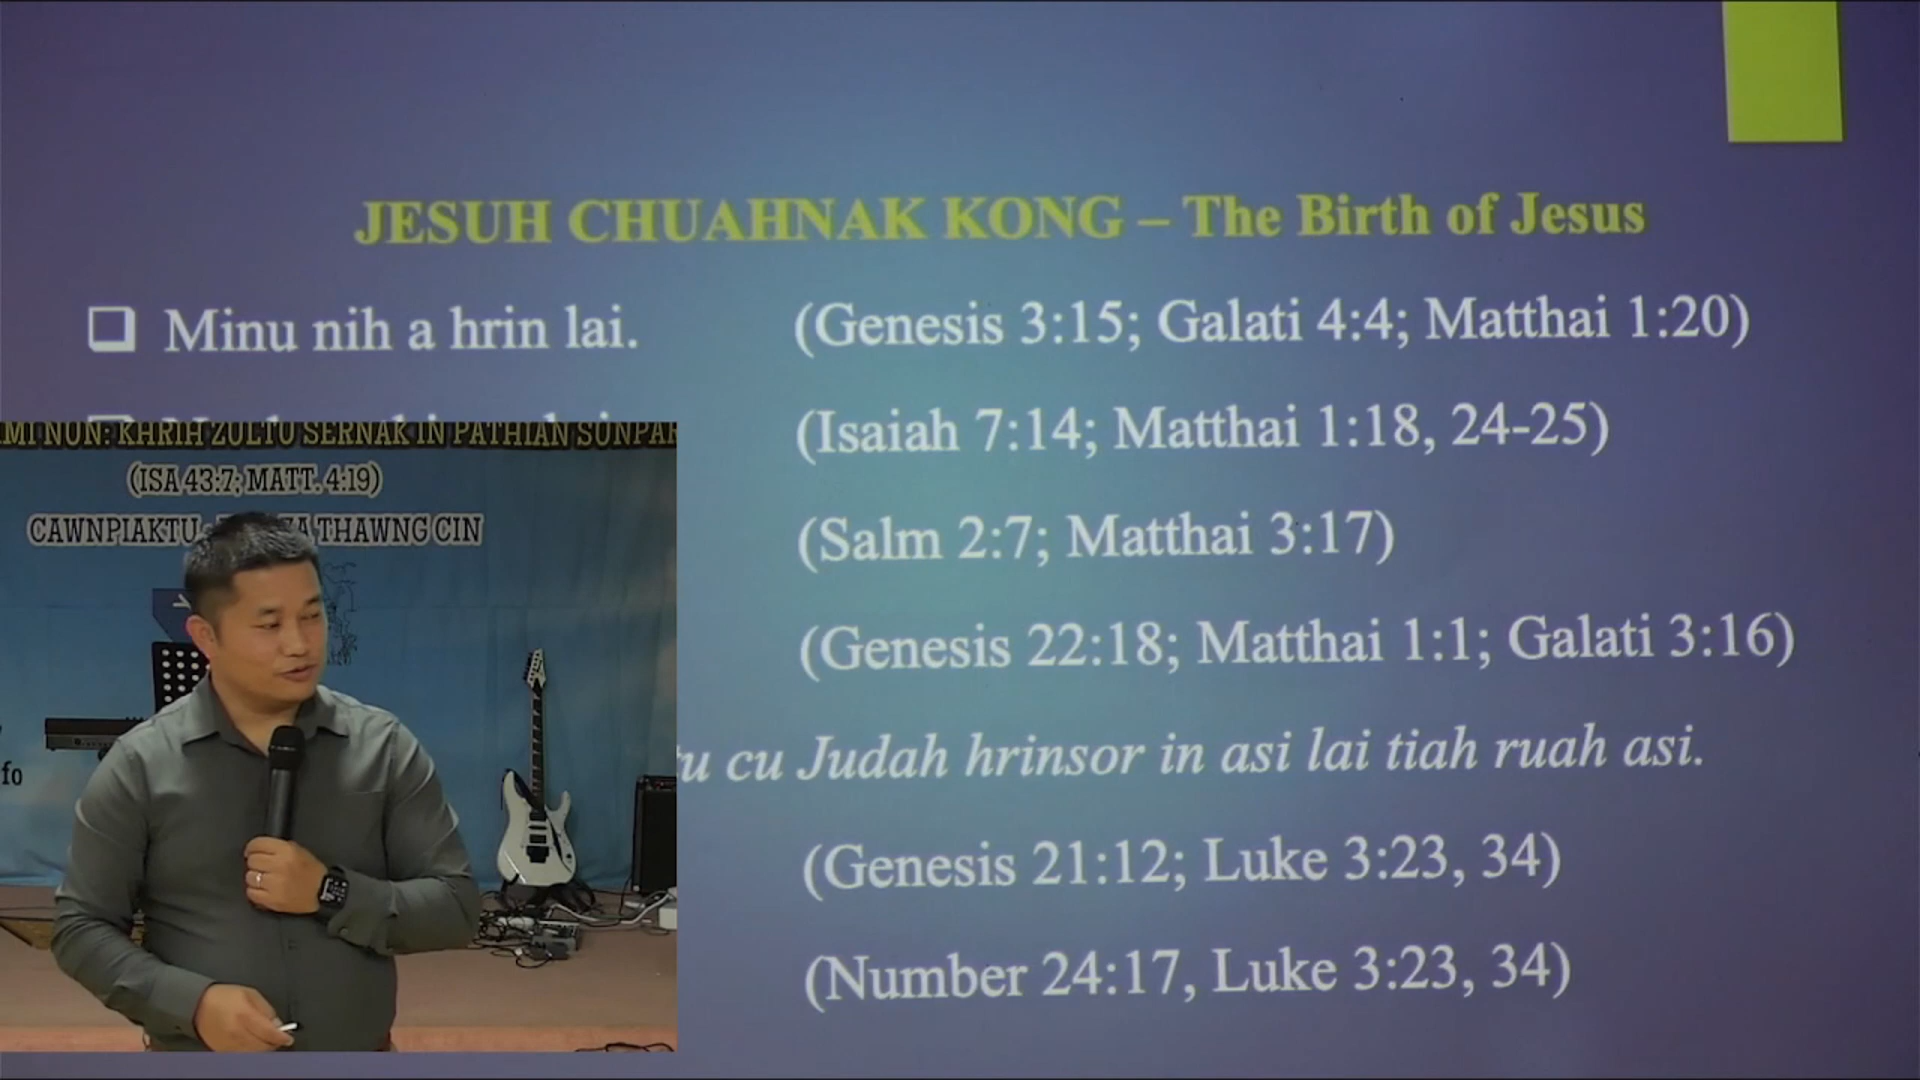 JESUH CHUAHNAK KONG – The Birth of Jesus
Minu nih a hrin lai. (Genesis 3:15; Galati 4:4; Matthai 1:20)
(Isaiah 7:14; Matthai 1:18, 24-25)
(Salm 2:7; Matthai 3:17)
(Genesis 22:18; Matthai 1:1; Galati 3:16)
cu Judah hrinsor in asi lai tiah ruah asi.
(Genesis 21:12; Luke 3:23, 34)
(Number 24:17, Luke 3:23, 34)
NUN: KHRIH ZULTU SERNAK IN PATHIAN
(ISA 43:7; MATT. 4:19)
CAWNPIAKTU THAWNG CIN